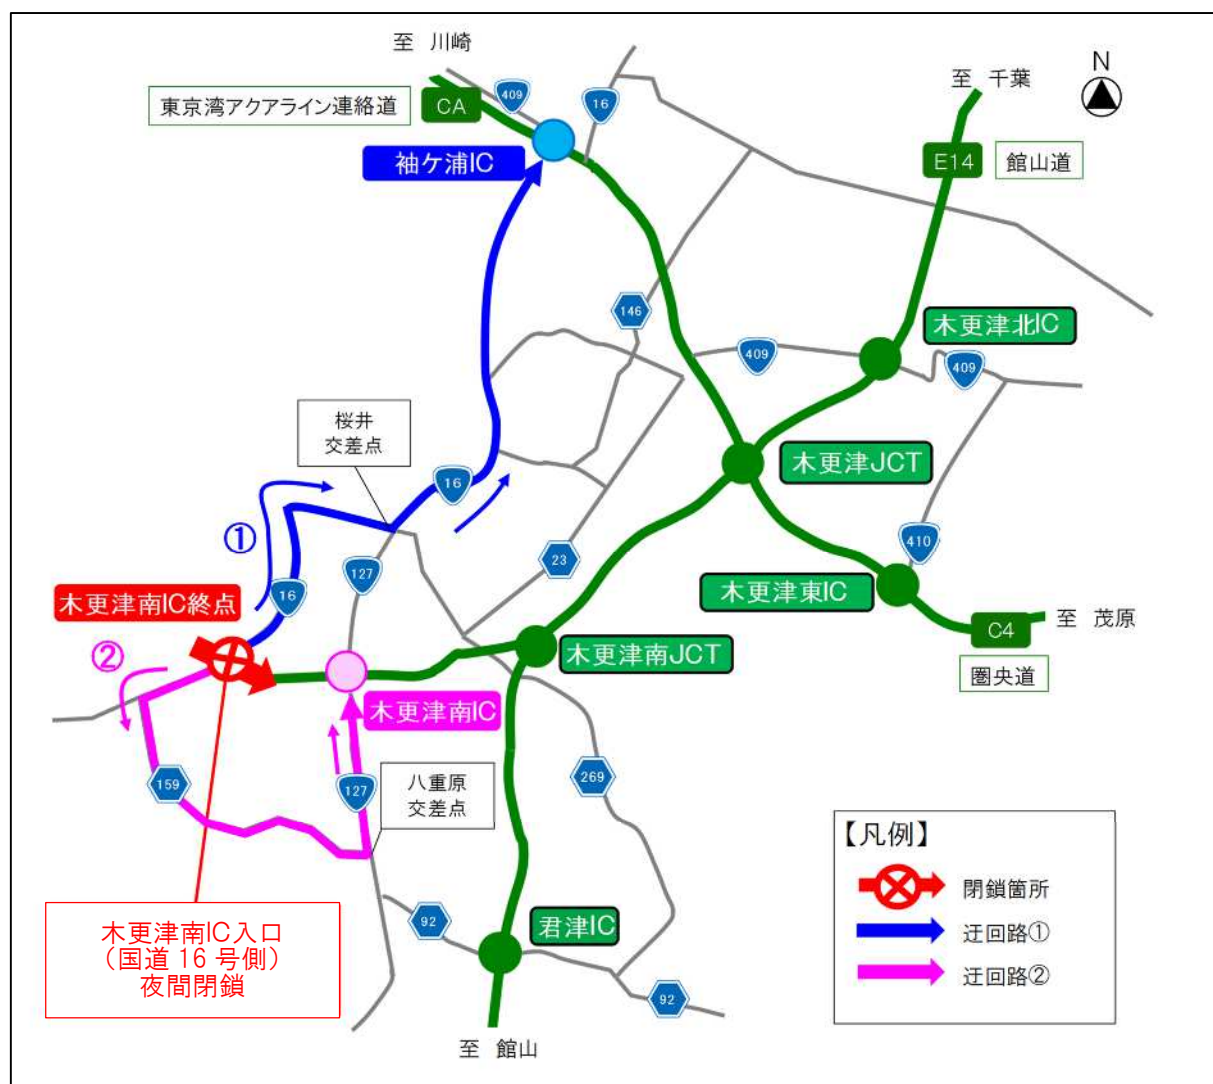 至 川崎
N
至 千葉
東京湾アクアライン連絡道
CA
409
16
E14
館山道
袖ケ浦IC
146
木更津北IC
409
409
桜井
交差点
木更津JCT
16
①
410
127
23
木更津東IC
16
木更津南IC終点
C4
至 茂原
圏央道
②
木更津南JCT
木更津南IC
159
127
八重原
交差点
269
【凡例】
閉鎖箇所
迂回路①
迂回路②
92
君津IC
木更津南IC入口
（国道 16 号側）
夜間閉鎖
92
至 館山